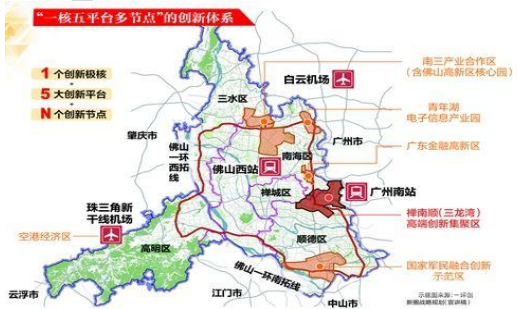 “一核五平台多节点”的创新体系
1 个创新极核
+
5 大创新平台
+
N 个创新节点
南三产业合作区
(含佛山高新区核心园)
白云机场
三水区
青年湖
电子信息产业园
肇庆市
佛山一环西拓线
广州市
南海区
广东金融高新区
佛山西站
禅城区
广州南站
珠三角新
干线机场
禅南顺(三龙湾)
高端创新集聚区
空港经济区
顺德区
高明区
国家军民融合创新
示范区
佛山一环南拓线
云浮市
江门市
中山市